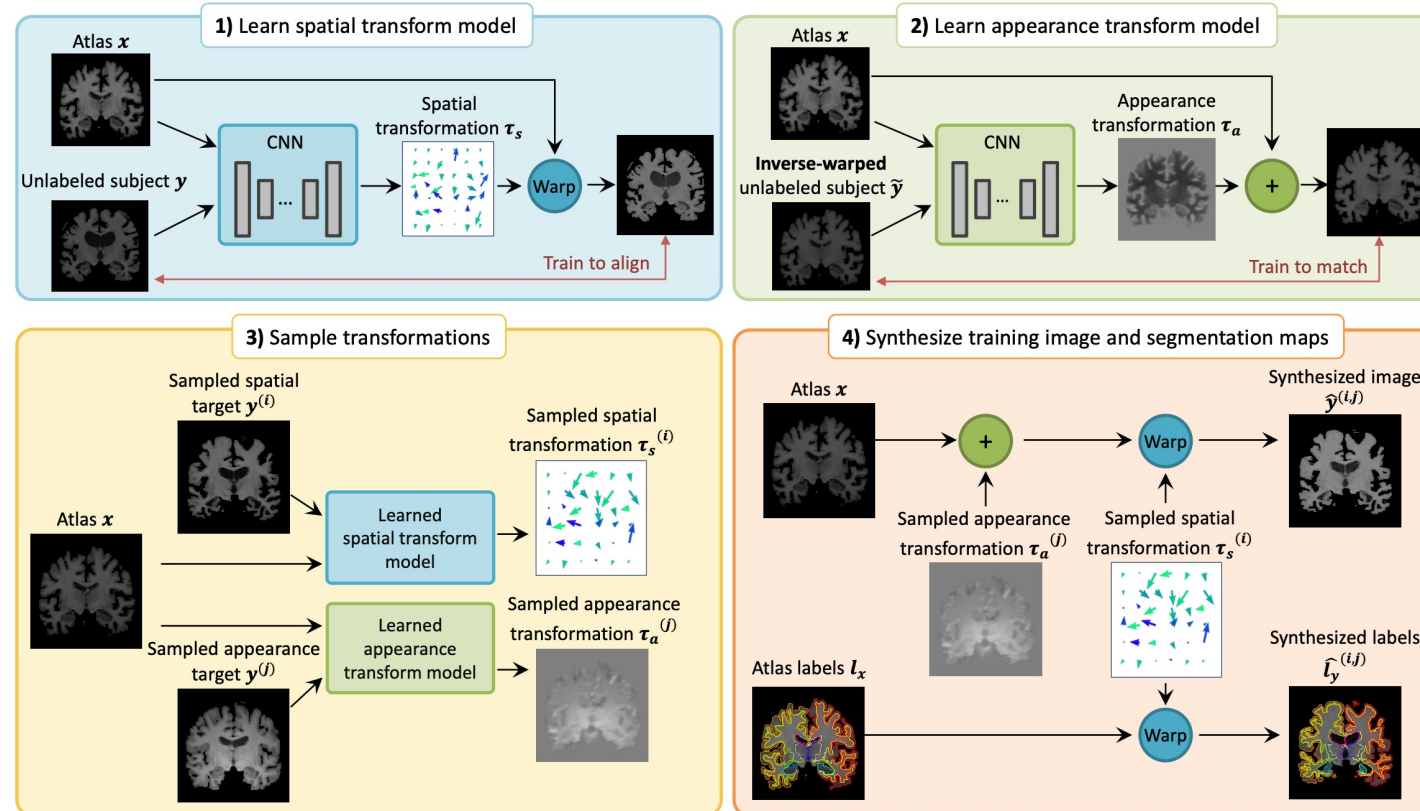 1) Learn spatial transform model
Atlas x
Spatial
transformation τs
CNN
...
Unlabeled subject y
Warp
Train to align
2) Learn appearance transform model
Atlas x
Appearance
transformation τa
CNN
...
Inverse-warped
unlabeled subject ỹ
+
Train to match
3) Sample transformations
Sampled spatial
target y(i)
Sampled spatial
transformation τs(i)
Atlas x
Learned
spatial transform
model
Sampled appearance
target y(j)
Learned
appearance
transform model
Sampled appearance
transformation τa(j)
4) Synthesize training image and segmentation maps
Atlas x
Synthesized image
ŷ(i,j)
+
Warp
Sampled appearance
transformation τa(j)
Sampled spatial
transformation τs(i)
Atlas labels lx
Synthesized labels
l̂y(i,j)
Warp